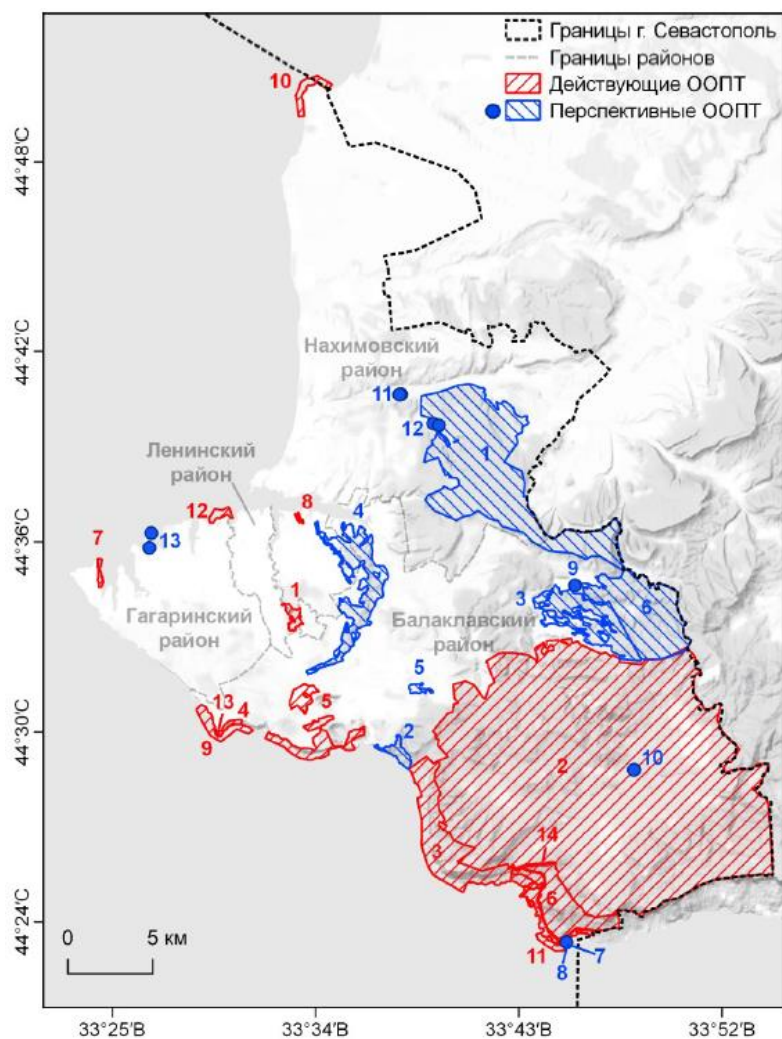 Границы г. Севастополь
Границы районов
Действующие ООПТ
Перспективные ООПТ
10
44°48'С
44°42'С
Нахимовский
район
11
12
1
Ленинский
район
12
8
4
44°36'С
7
13
9
3
6
1
Гагаринский
район
Балаклавский
район
5
5
13
4
44°30'С
9
2
2
10
14
3
6
44°24'С
0
5 км
11
8
7
33°25'В
33°34'В
33°43'В
33°52'В